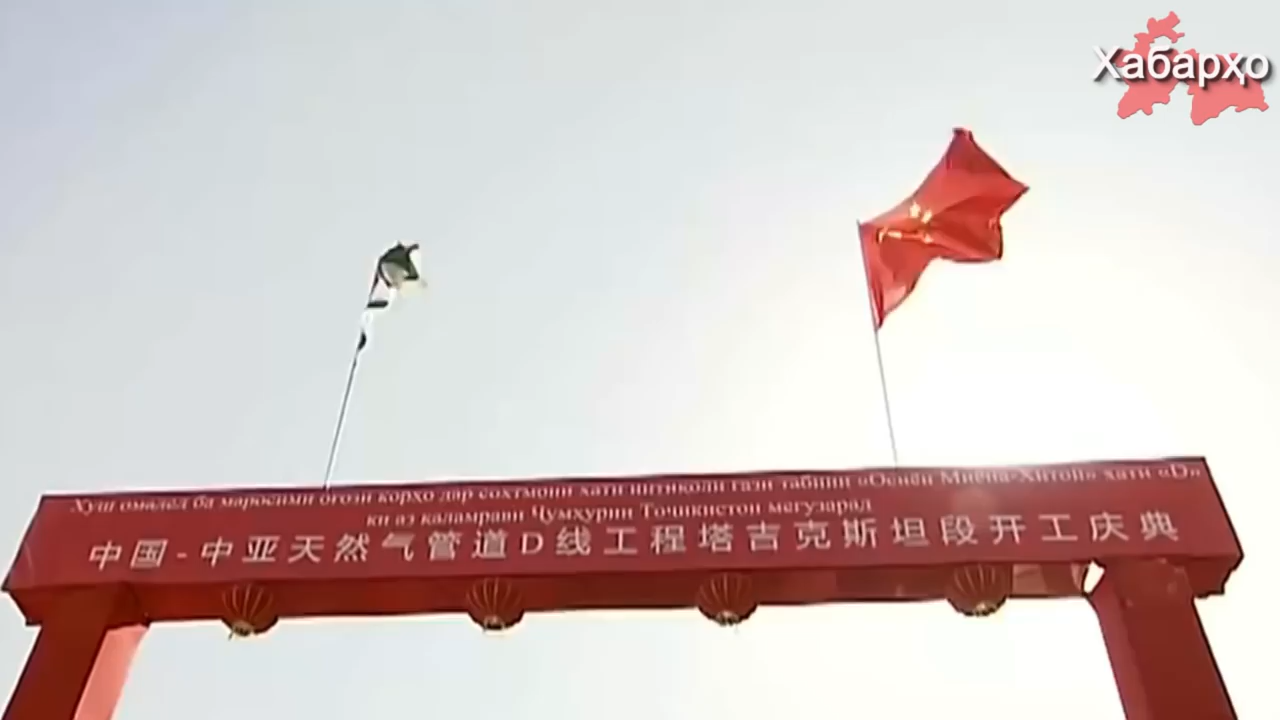 Хабарҳо
Хуш омадед ба маросими оғози корҳо дар сохтмони хати интиқоли гази табиии «Осиёи Миёна-Хитой» хати «D»
ки аз қаламрави Ҷумҳурии Тоҷикистон мегузарад
中国-中亚天然气管道D线工程塔吉克斯坦段开工庆典